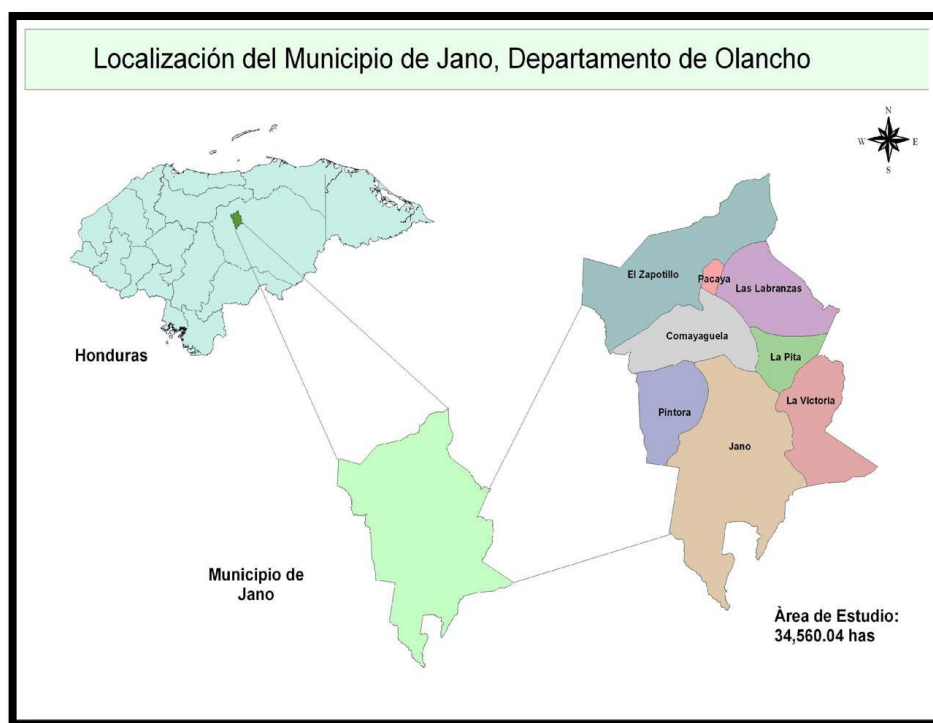 Localización del Municipio de Jano, Departamento de Olancho
N
W
E
S
El Zapotillo
Pacaya
Las Labranzas
Comayaguela
La Pita
Honduras
Pintora
La Victoria
Jano
Municipio de
Jano
Àrea de Estudio:
34,560.04 has